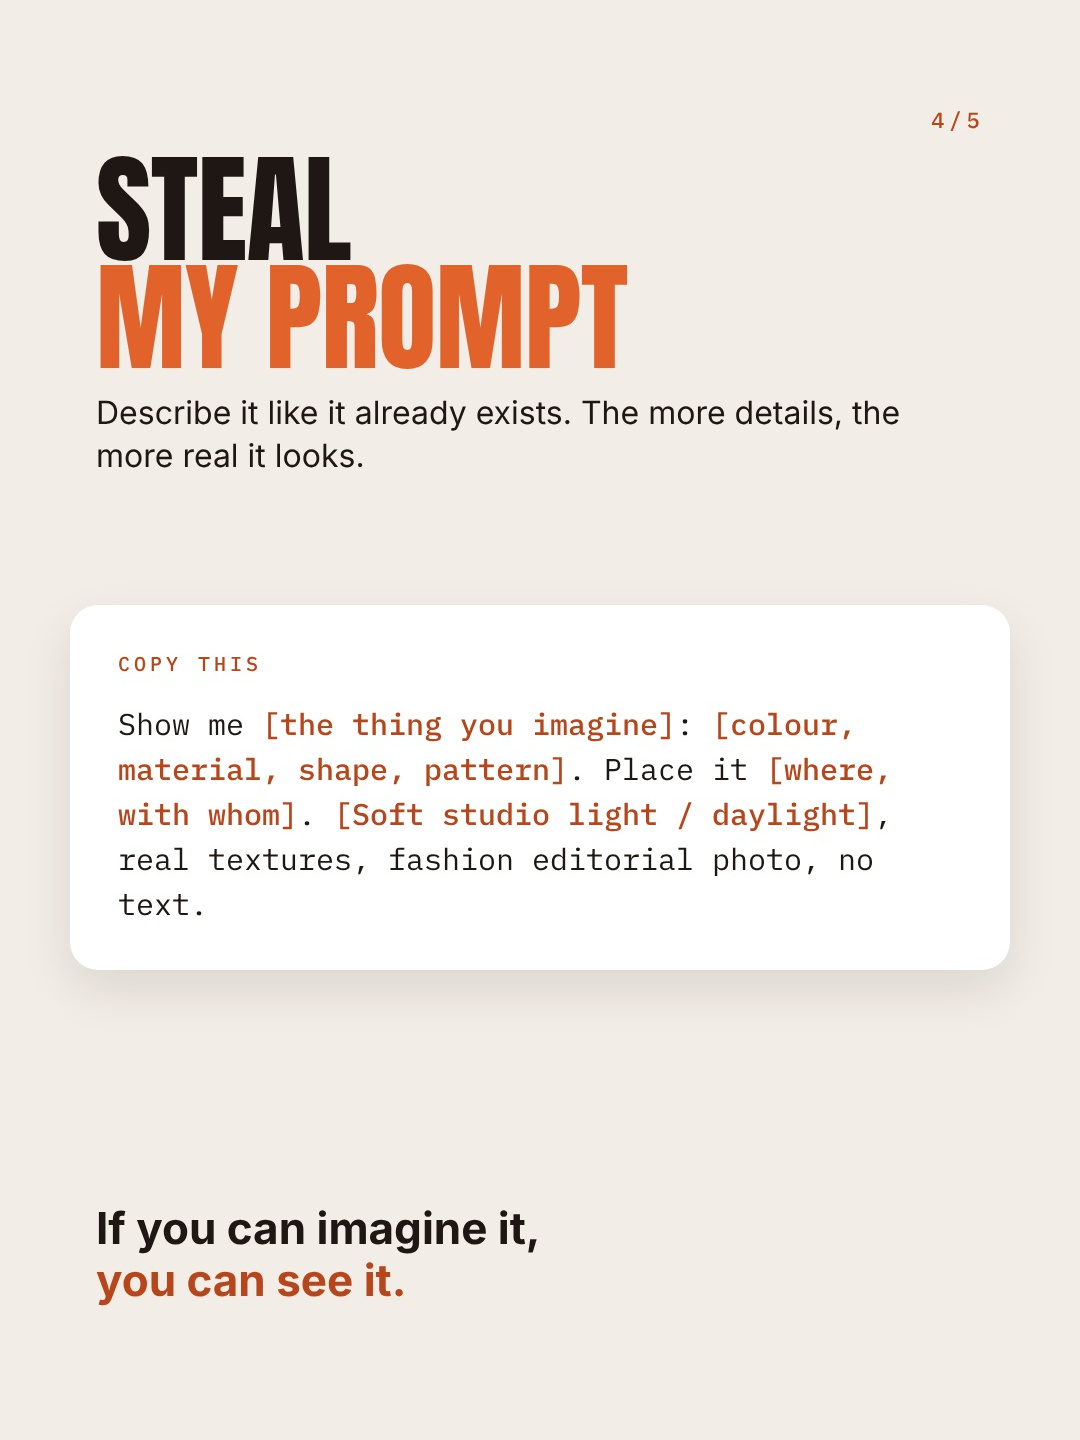 4/5
STEAL
MY PROMPT
Describe it like it already exists. The more details, the
more real it looks.
COPY THIS
Show me [the thing you imagine]: [colour,
material, shape, pattern]. Place it [where,
with whom]. [Soft studio light / daylight],
real textures, fashion editorial photo, no
text.
If you can imagine it,
you can see it.